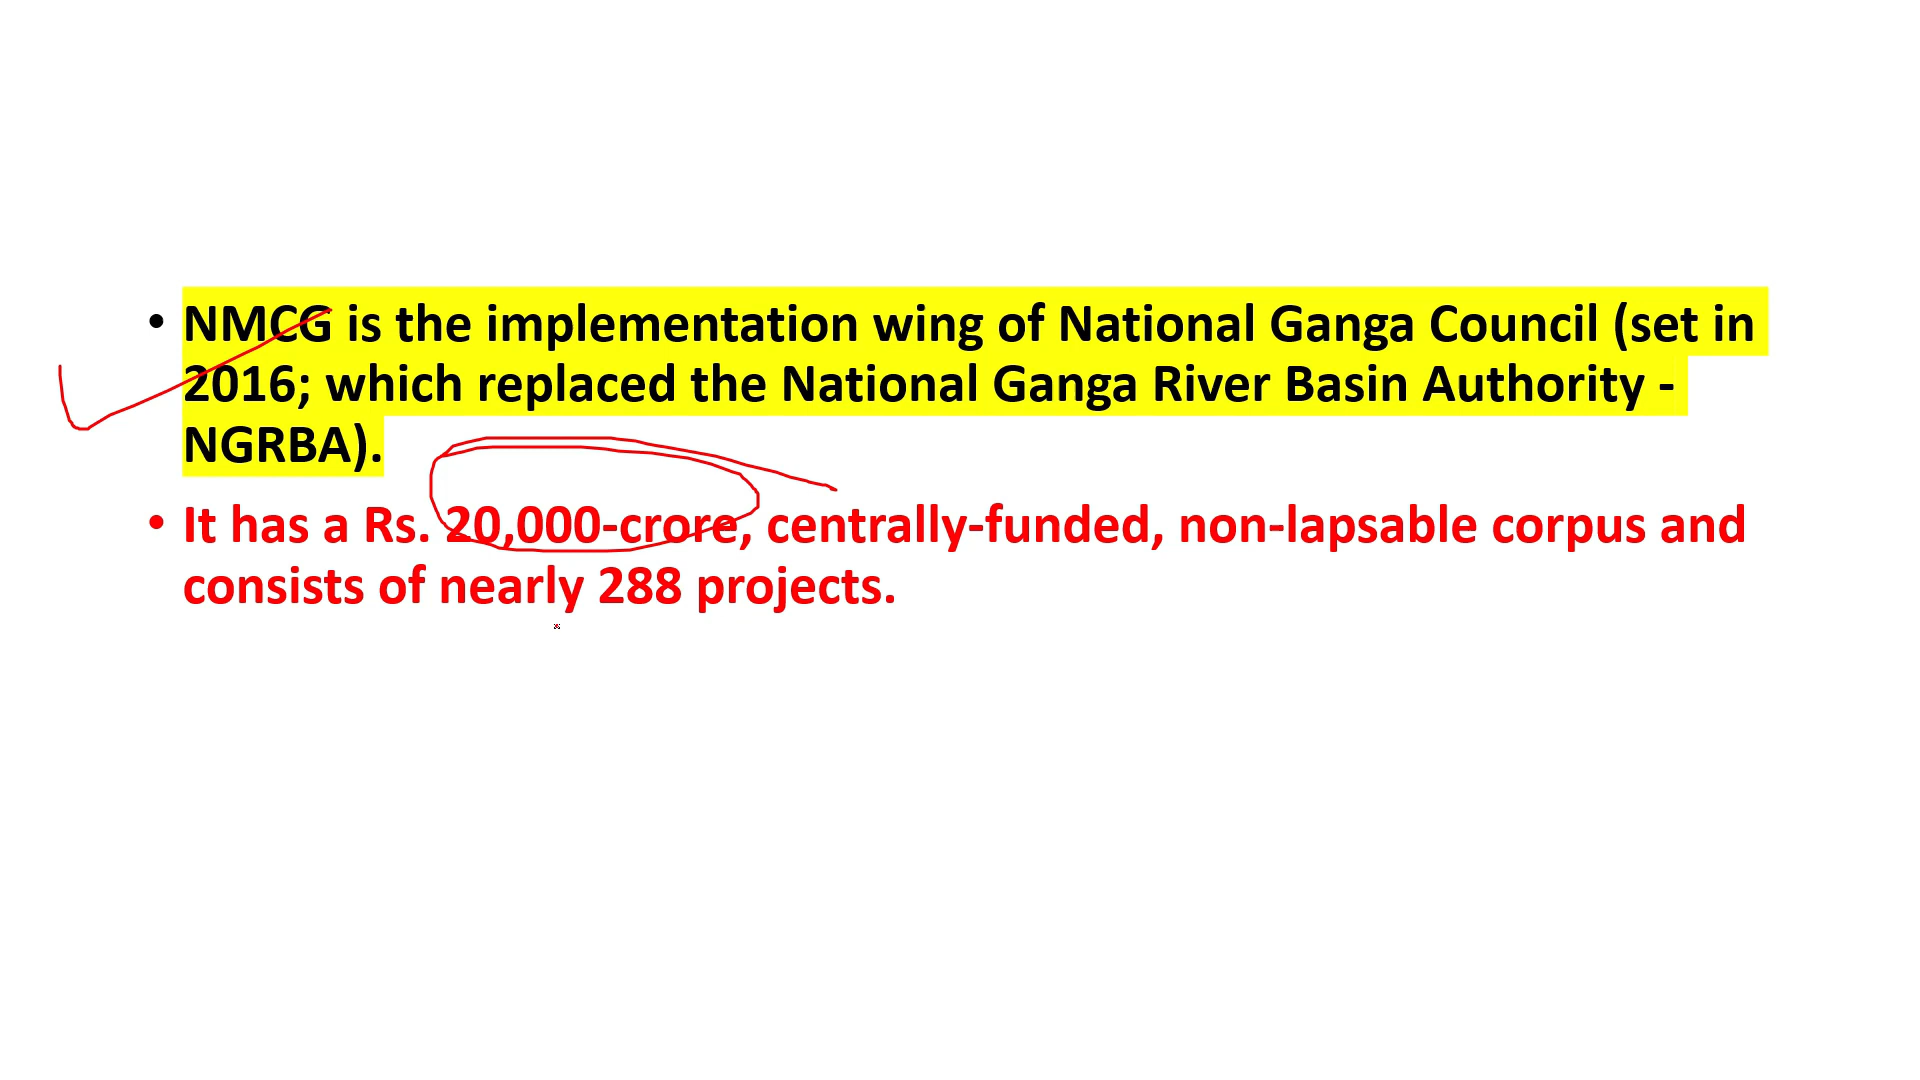 • NMCG is the implementation wing of National Ganga Council (set in
2016; which replaced the National Ganga River Basin Authority -
NGRBA).
• It has a Rs. 20,000-crore, centrally-funded, non-lapsable corpus and
consists of nearly 288 projects.